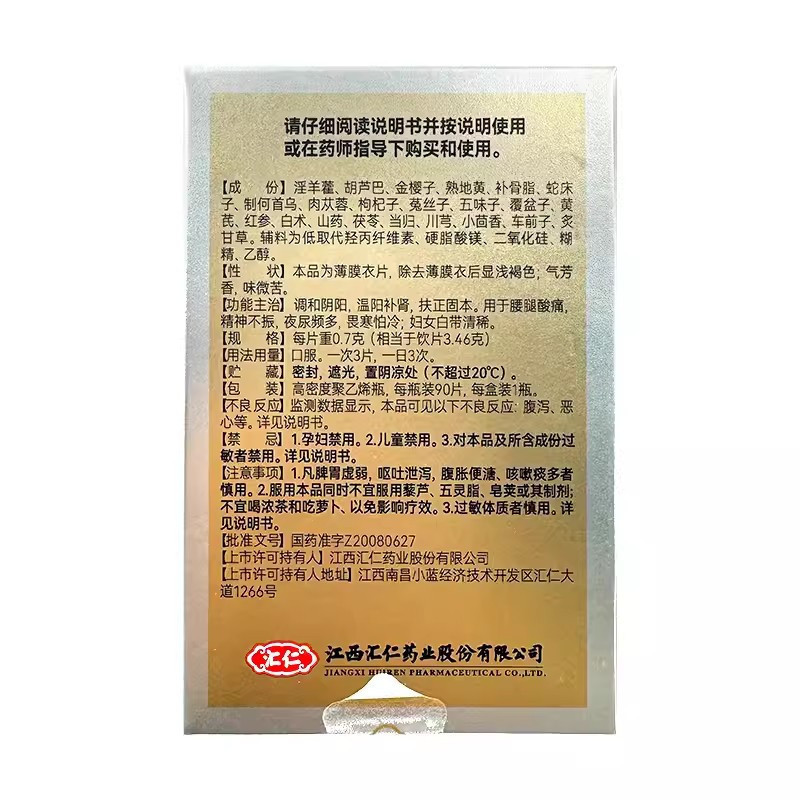 请仔细阅读说明书并按说明使用
或在药师指导下购买和使用。
【成　份】淫羊藿、胡芦巴、金樱子、熟地黄、补骨脂、蛇床
子、制何首乌、肉苁蓉、枸杞子、菟丝子、五味子、覆盆子、黄
芪、红参、白术、山药、茯苓、当归、川芎、小茴香、车前子、炙
甘草。辅料为低取代羟丙纤维素、硬脂酸镁、二氧化硅、糊
精、乙醇。
【性　状】本品为薄膜衣片，除去薄膜衣后显浅褐色；气芳
香，味微苦。
【功能主治】调和阴阳，温阳补肾，扶正固本。用于腰腿酸痛，
精神不振，夜尿频多，畏寒怕冷；妇女白带清稀。
【规　格】每片重0.7克（相当于饮片3.46克）
【用法用量】口服。一次3片，一日3次。
【贮　藏】密封，遮光，置阴凉处（不超过20℃）。
【包　装】高密度聚乙烯瓶，每瓶装90片，每盒装1瓶。
【不良反应】监测数据显示，本品可见以下不良反应：腹泻、恶
心等。详见说明书。
【禁　忌】1.孕妇禁用。2.儿童禁用。3.对本品及所含成份过
敏者禁用。详见说明书。
【注意事项】1.凡脾胃虚弱，呕吐泄泻，腹胀便溏、咳嗽痰多者
慎用。2.服用本品同时不宜服用藜芦、五灵脂、皂荚或其制剂；
不宜喝浓茶和吃萝卜、以免影响疗效。3.过敏体质者慎用。详
见说明书。
【批准文号】国药准字Z20080627
【上市许可持有人】江西汇仁药业股份有限公司
【上市许可持有人地址】江西南昌小蓝经济技术开发区汇仁大
道1266号
汇仁 江西汇仁药业股份有限公司
JIANGXI HUIREN PHARMACEUTICAL CO.,LTD.